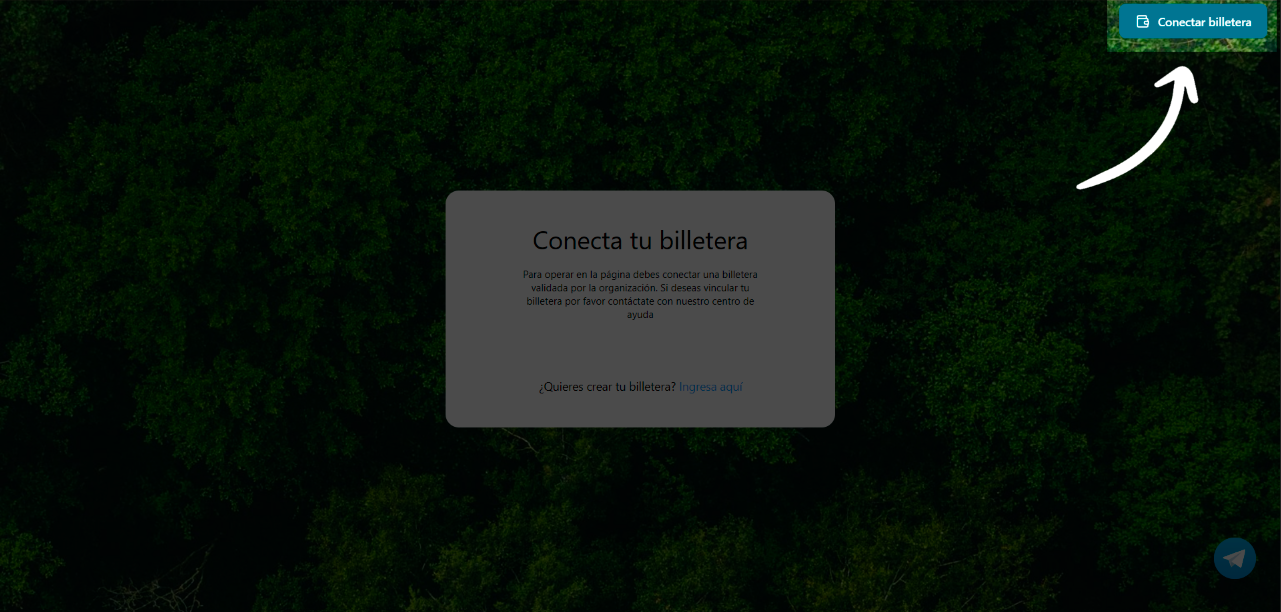 Conectar billetera
Conecta tu billetera
Para operar en la página debes conectar una billetera
validada por la organización. Si deseas vincular tu
billetera por favor contáctate con nuestro centro de
ayuda
¿Quieres crear tu billetera? Ingresa aquí